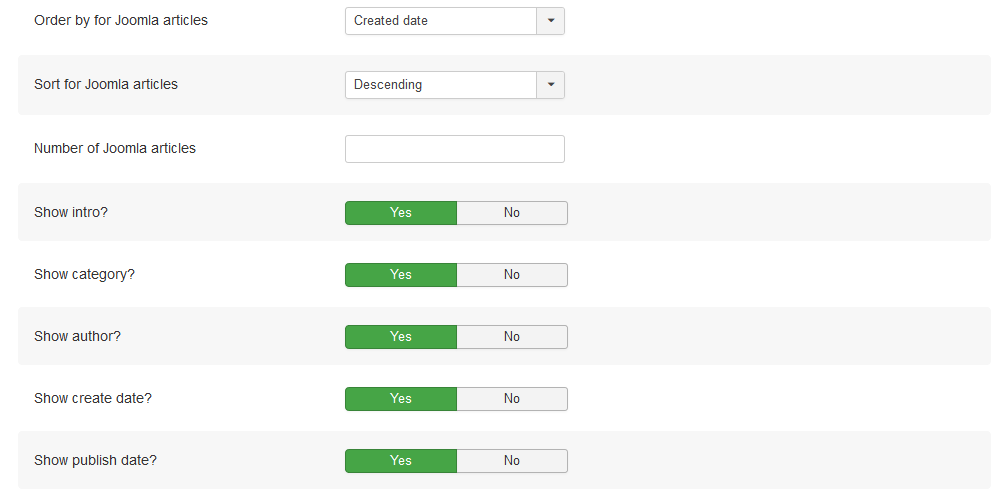 Order by for Joomla articles Created date
Sort for Joomla articles Descending
Number of Joomla articles
Show intro? Yes No
Show category? Yes No
Show author? Yes No
Show create date? Yes No
Show publish date? Yes No